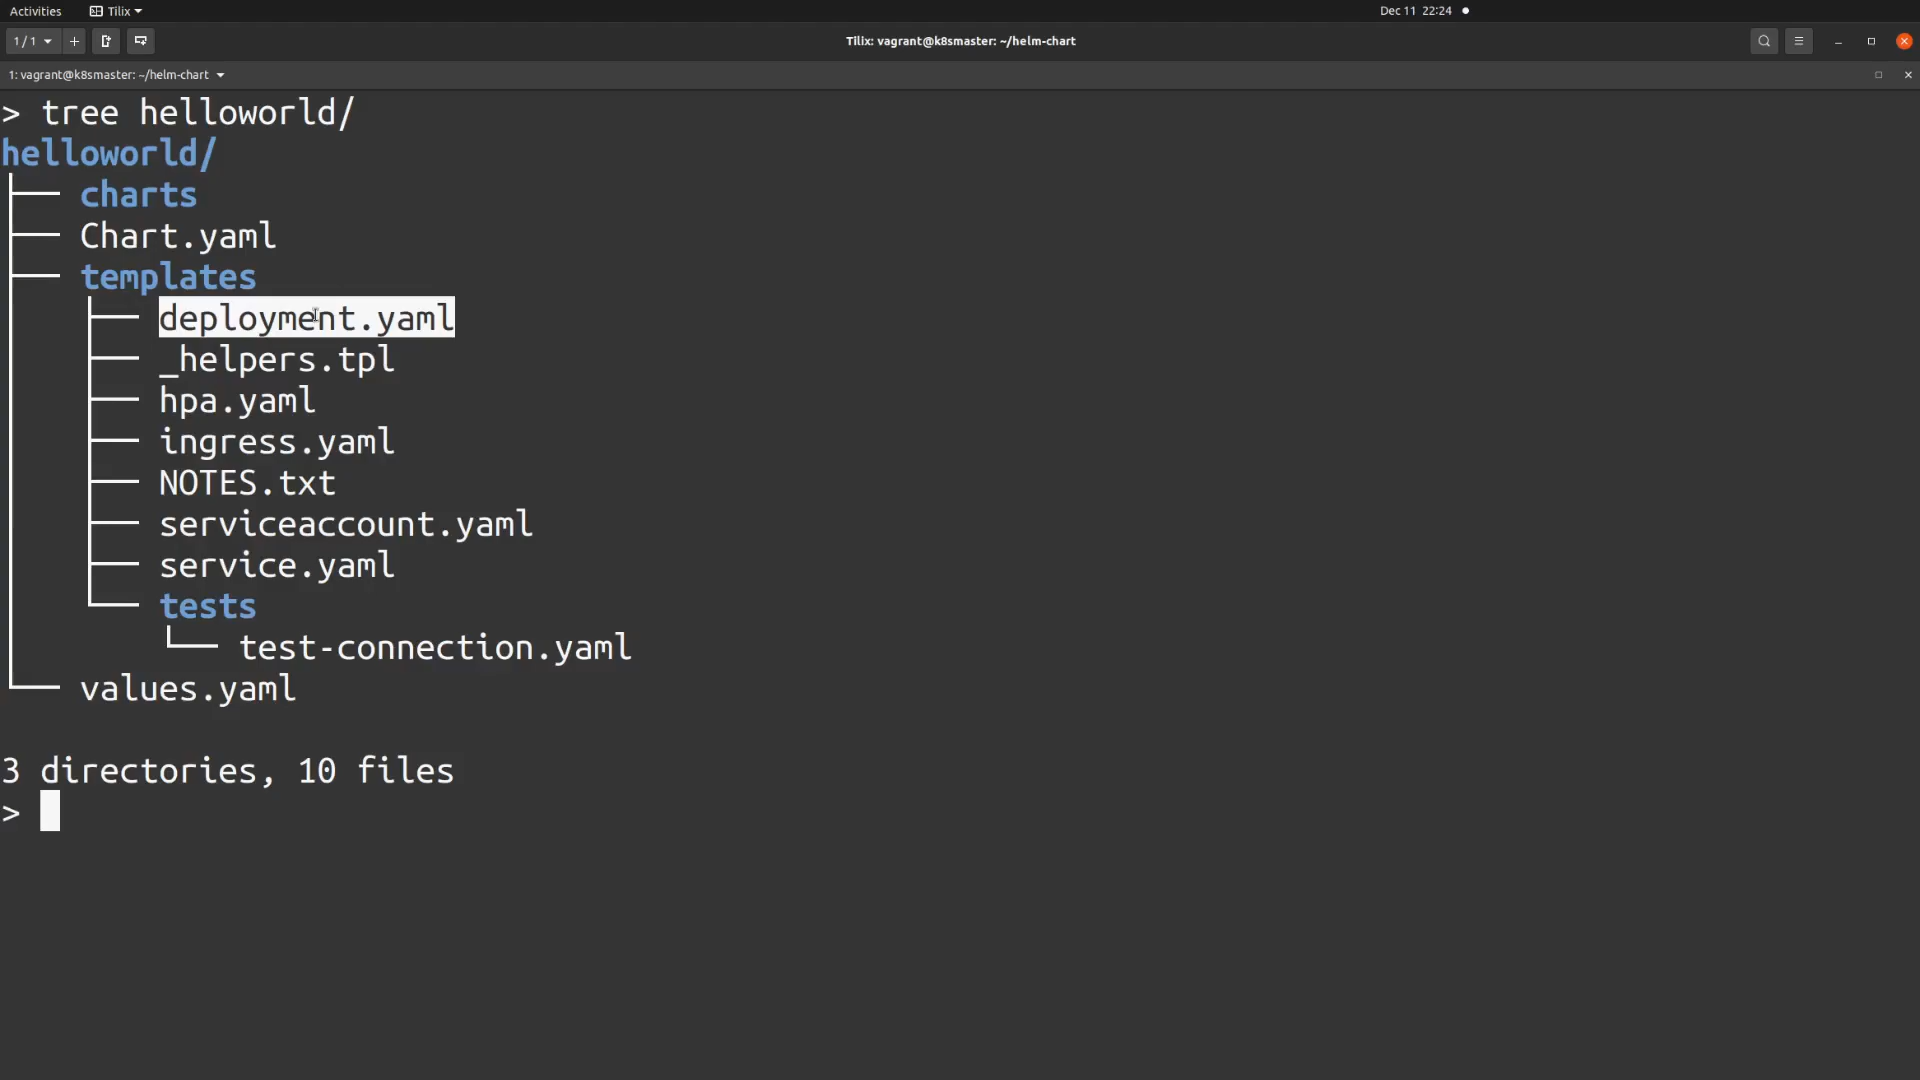 Activities Tilix Dec 11 22:24
1 / 1 Tilix: vagrant@k8smaster: ~/helm-chart
1: vagrant@k8smaster: ~/helm-chart
> tree helloworld/
helloworld/
├── charts
├── Chart.yaml
├── templates
│   ├── deployment.yaml
│   ├── _helpers.tpl
│   ├── hpa.yaml
│   ├── ingress.yaml
│   ├── NOTES.txt
│   ├── serviceaccount.yaml
│   ├── service.yaml
│   └── tests
│       └── test-connection.yaml
└── values.yaml
3 directories, 10 files
>